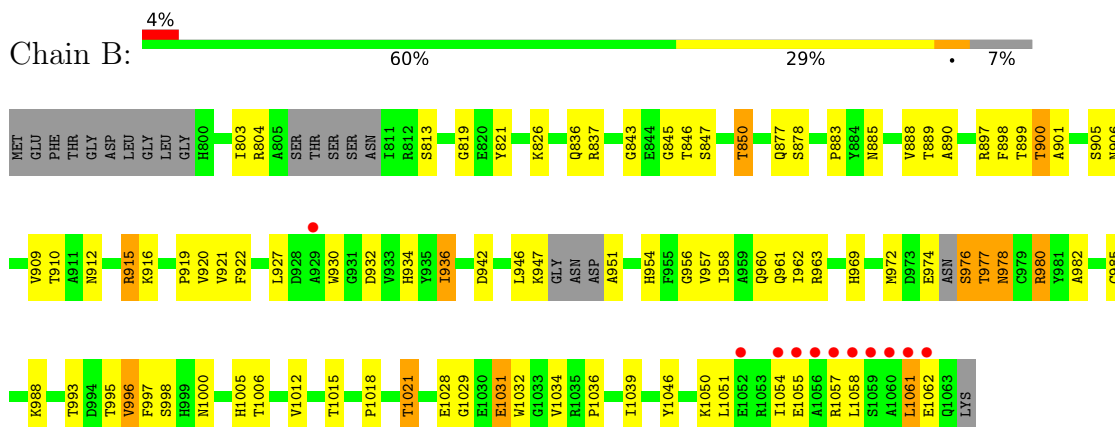 4%
Chain B:
60% 29% • 7%
MET GLU PHE THR GLY ASP LEU GLY LEU GLY H800 I803 R804 A805 SER THR SER SER ASN I811 R812 S813 G819 E820 Y821 K826 Q836 R837 G843 E844 G845 T846 S847 T850 Q877 S878 P883 Y884 N885 V888 T889 A890 R897 F898 T899 T900 A901 S905 N906
V909 T910 A911 N912 R915 K916 P919 V920 V921 F922 L927 D928 A929 W930 G931 D932 V933 H934 Y935 I936 D942 L946 K947 GLY ASN ASP A951 H954 F955 G956 V957 I958 A959 Q960 Q961 I962 R963 H969 M972 D973 E974 ASN S976 T977 N978 C979 R980 Y981 A982
K988 T993 D994 T995 V996 F997 S998 H999 N1000 H1005 T1006 V1012 T1015 P1018 T1021 E1028 G1029 E1030 E1031 W1032 G1033 V1034 R1035 P1036 I1039 Y1046 K1050 L1051 E1052 R1053 I1054 E1055 A1056 R1057 L1058 S1059 A1060 L1061 E1062 Q1063 LYS